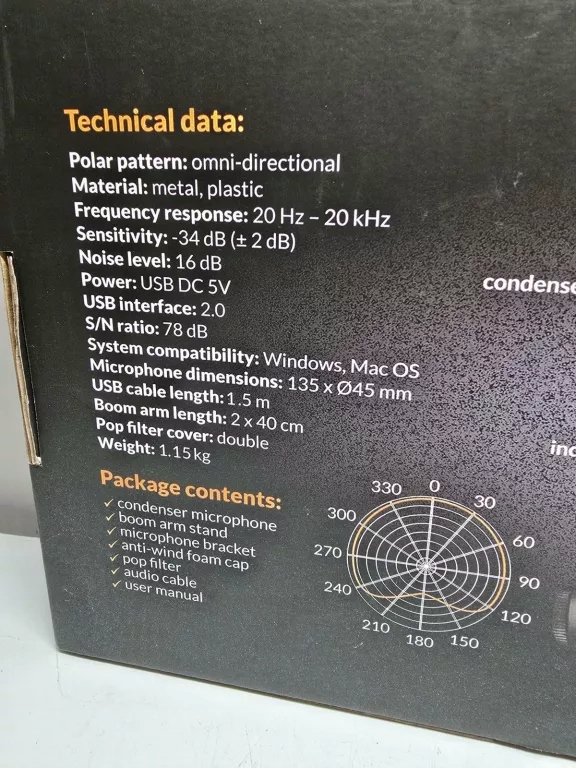 Technical data:
Polar pattern: omni-directional
Material: metal, plastic
Frequency response: 20 Hz – 20 kHz
Sensitivity: -34 dB (± 2 dB)
Noise level: 16 dB
Power: USB DC 5V
USB interface: 2.0
S/N ratio: 78 dB
System compatibility: Windows, Mac OS
Microphone dimensions: 135 x Ø45 mm
USB cable length: 1.5 m
Boom arm length: 2 x 40 cm
Pop filter cover: double
Weight: 1.15 kg
Package contents:
✓ condenser microphone
✓ boom arm stand
✓ microphone bracket
✓ anti-wind foam cap
✓ pop filter
✓ audio cable
✓ user manual
330 0 30
300 60
270 90
240 120
210 180 150